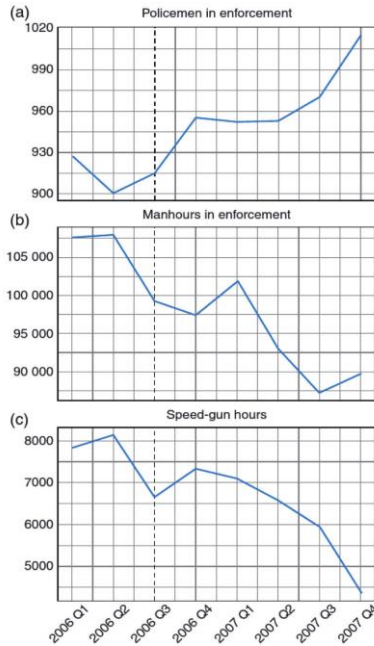 (a)
Policemen in enforcement
1020
990
960
930
900
(b)
Manhours in enforcement
105 000
100 000
95 000
90 000
(c)
Speed-gun hours
8000
7000
6000
5000
2006 Q1
2006 Q2
2006 Q3
2006 Q4
2007 Q1
2007 Q2
2007 Q3
2007 Q4